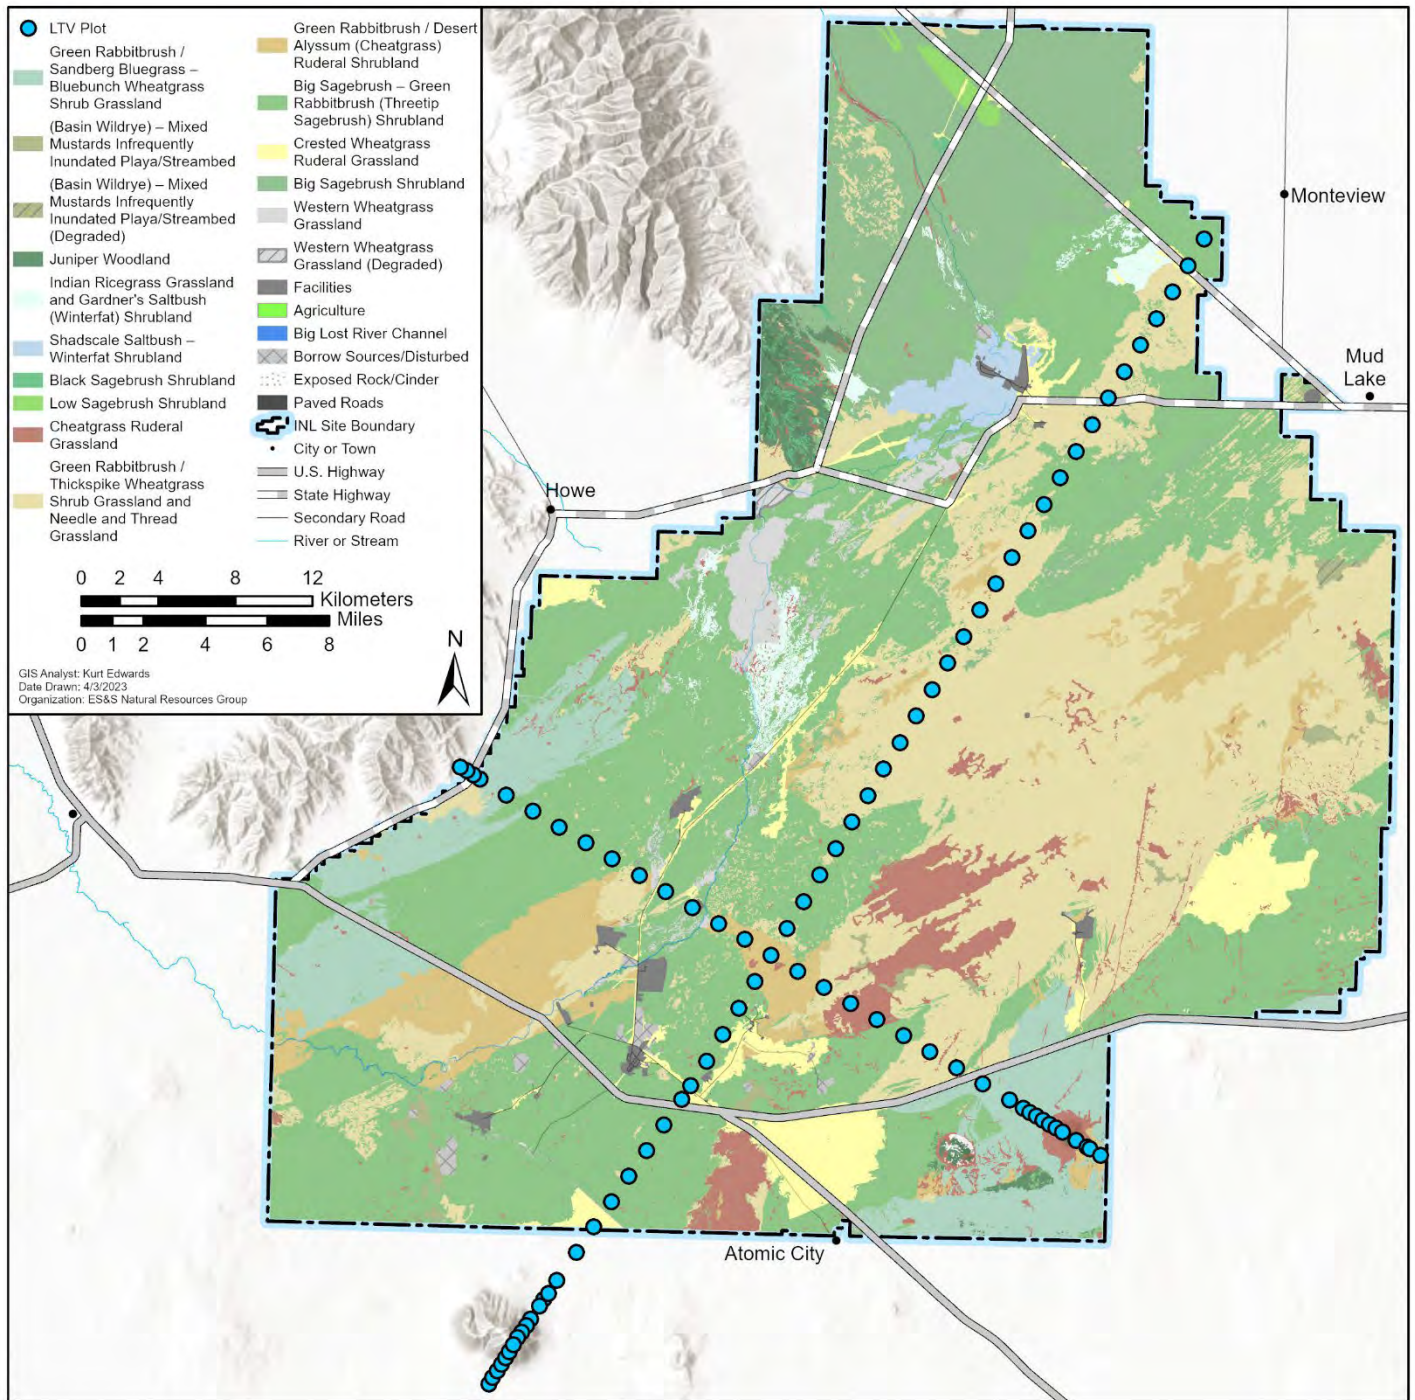 LTV Plot
Green Rabbitbrush /
Sandberg Bluegrass –
Bluebunch Wheatgrass
Shrub Grassland
(Basin Wildrye) – Mixed
Mustards Infrequently
Inundated Playa/Streambed
(Basin Wildrye) – Mixed
Mustards Infrequently
Inundated Playa/Streambed
(Degraded)
Juniper Woodland
Indian Ricegrass Grassland
and Gardner's Saltbush
(Winterfat) Shrubland
Shadscale Saltbush –
Winterfat Shrubland
Black Sagebrush Shrubland
Low Sagebrush Shrubland
Cheatgrass Ruderal
Grassland
Green Rabbitbrush /
Thickspike Wheatgrass
Shrub Grassland and
Needle and Thread
Grassland
Green Rabbitbrush / Desert
Alyssum (Cheatgrass)
Ruderal Shrubland
Big Sagebrush – Green
Rabbitbrush (Threetip
Sagebrush) Shrubland
Crested Wheatgrass
Ruderal Grassland
Big Sagebrush Shrubland
Western Wheatgrass
Grassland
Western Wheatgrass
Grassland (Degraded)
Facilities
Agriculture
Big Lost River Channel
Borrow Sources/Disturbed
Exposed Rock/Cinder
Paved Roads
INL Site Boundary
City or Town
U.S. Highway
State Highway
Secondary Road
River or Stream
0 2 4 8 12
Kilometers
Miles
0 1 2 4 6 8
N
GIS Analyst: Kurt Edwards
Date Drawn: 4/3/2023
Organization: ES&S Natural Resources Group
Monteview
Mud
Lake
Howe
Atomic City